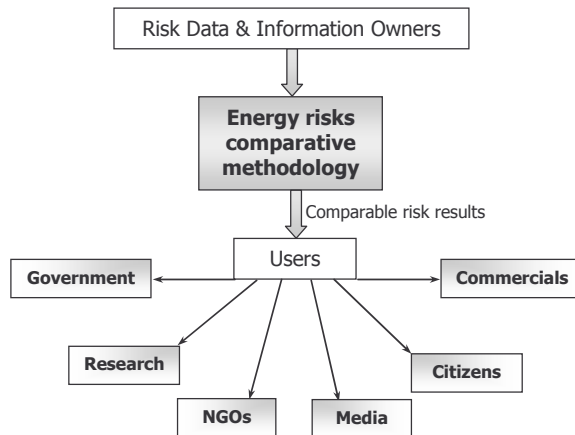 Risk Data & Information Owners
Energy risks
comparative
methodology
Comparable risk results
Users
Government
Commercials
Research
Citizens
NGOs
Media